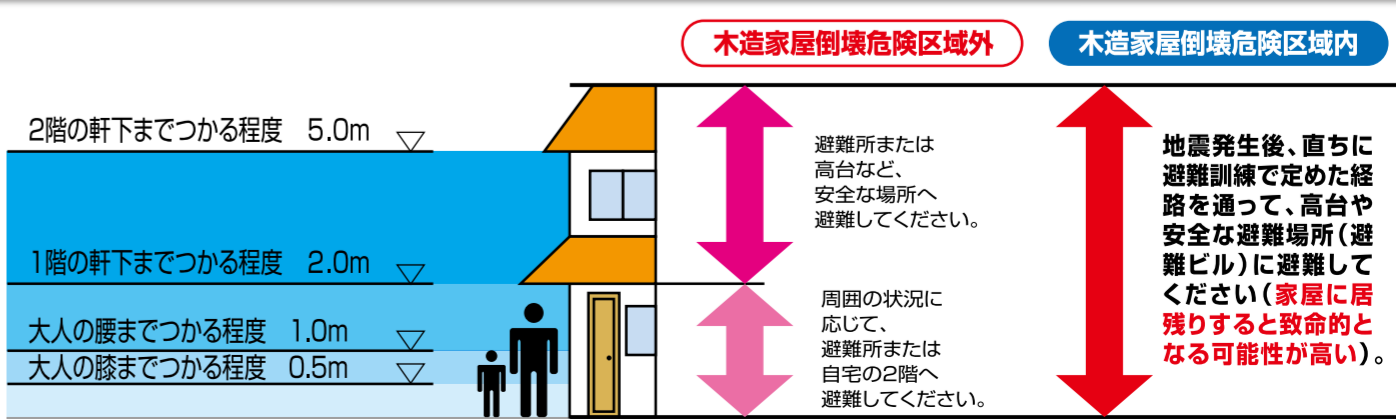 木造家屋倒壊危険区域外
木造家屋倒壊危険区域内
2階の軒下までつかる程度 5.0m
1階の軒下までつかる程度 2.0m
大人の腰までつかる程度 1.0m
大人の膝までつかる程度 0.5m
避難所または
高台など、
安全な場所へ
避難してください。
周囲の状況に
応じて、
避難所または
自宅の2階へ
避難してください。
地震発生後、直ちに
避難訓練で定めた経
路を通って、高台や
安全な避難場所(避
難ビル)に避難して
ください(家屋に居
残りすると致命的と
なる可能性が高い)。